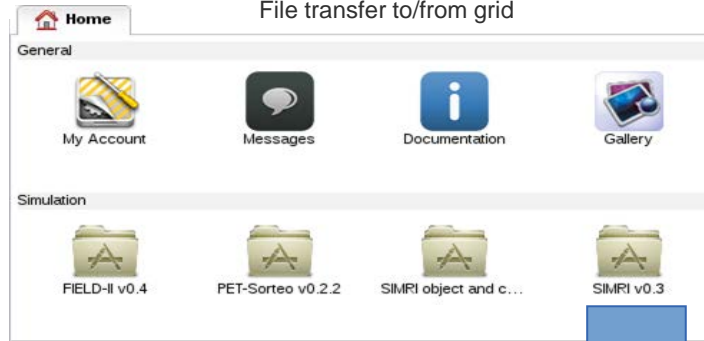 File transfer to/from grid
Home
General
My Account Messages Documentation Gallery
Simulation
FIELD-II v0.4 PET-Sorteo v0.2.2 SIMRI object and c... SIMRI v0.3